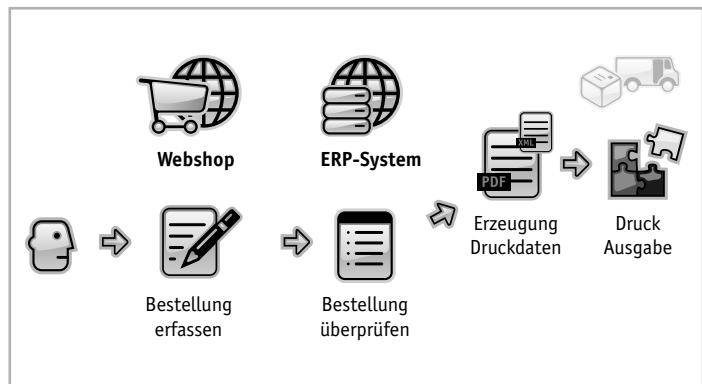 Webshop
ERP-System
XML
PDF
Erzeugung
Druckdaten
Druck
Ausgabe
Bestellung
erfassen
Bestellung
überprüfen